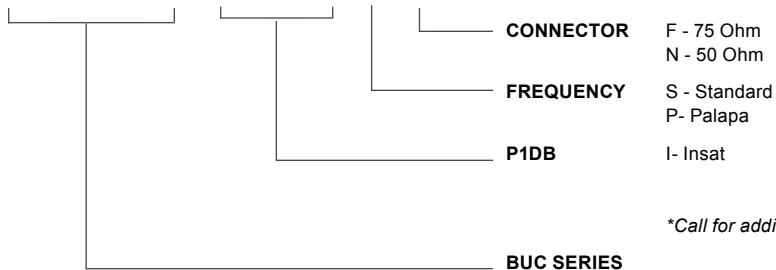 CONNECTOR F - 75 Ohm
N - 50 Ohm
FREQUENCY S - Standard
P- Palapa
P1DB I- Insat
*Call for addi
BUC SERIES